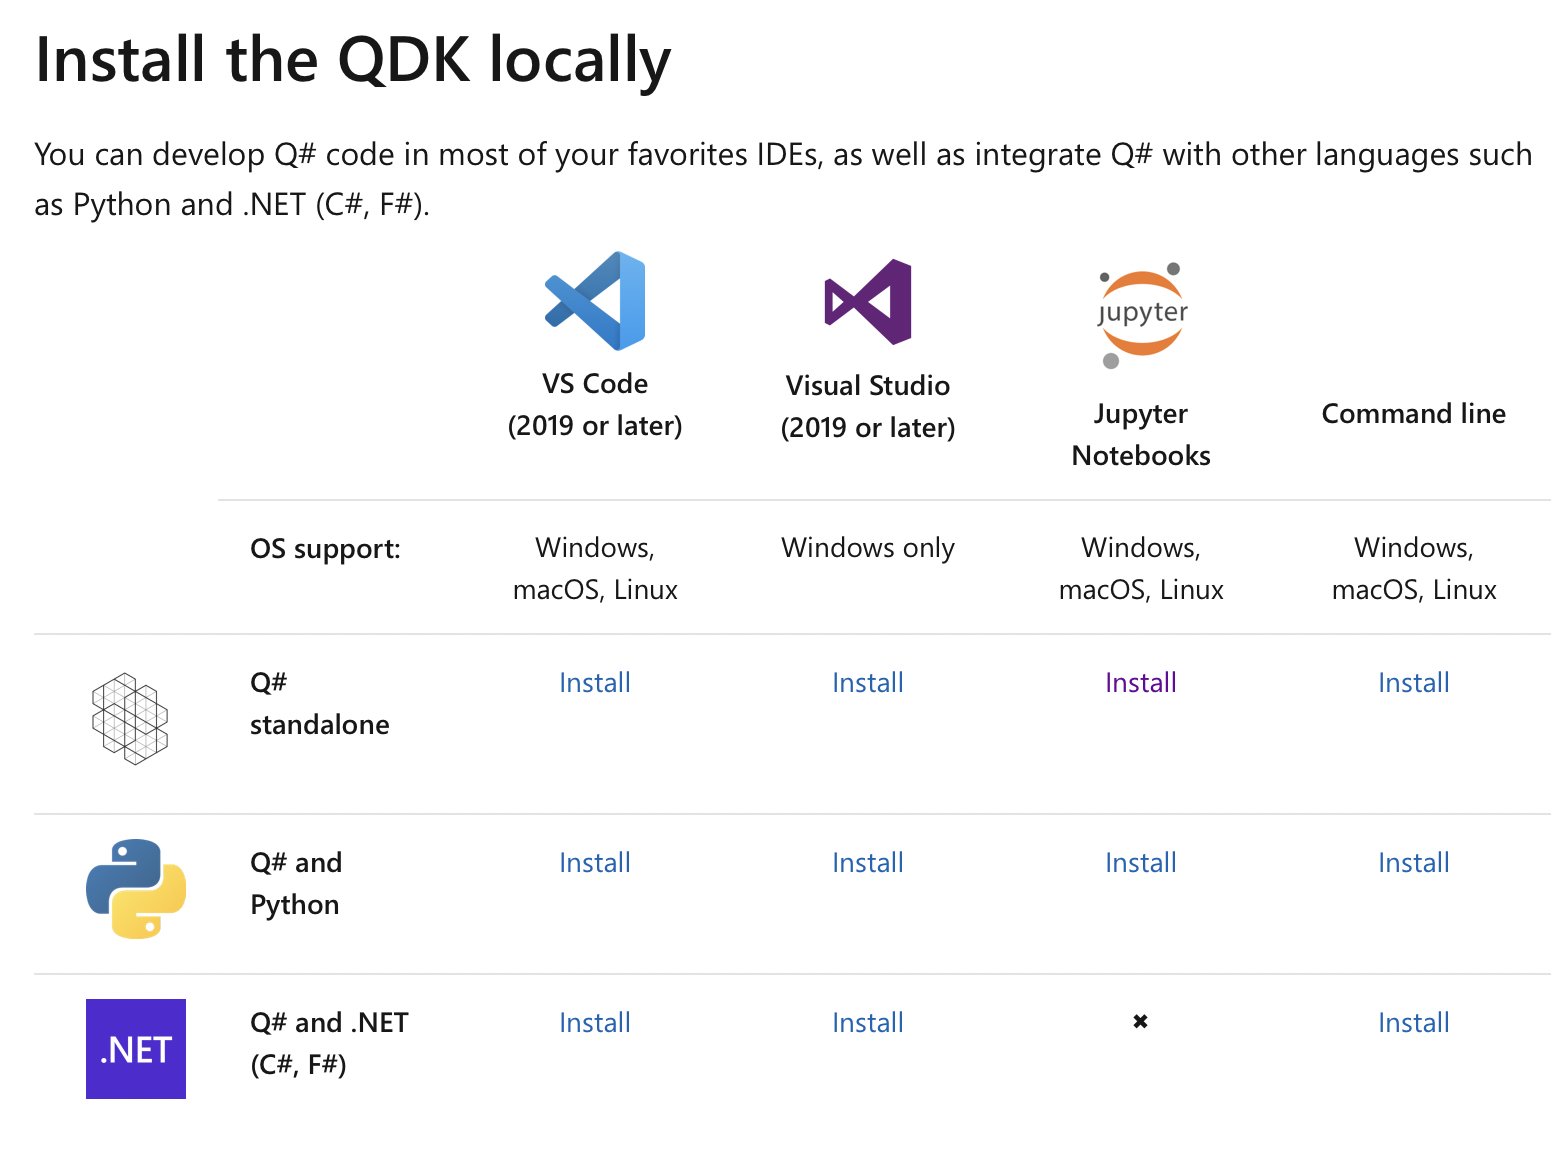 Install the QDK locally
You can develop Q# code in most of your favorites IDEs, as well as integrate Q# with other languages such
as Python and .NET (C#, F#).
jupyter
VS Code
(2019 or later)
Visual Studio
(2019 or later)
Jupyter
Notebooks
Command line
OS support:
Windows,
macOS, Linux
Windows only
Windows,
macOS, Linux
Windows,
macOS, Linux
Q#
standalone
Install
Install
Install
Install
Q# and
Python
Install
Install
Install
Install
.NET
Q# and .NET
(C#, F#)
Install
Install
✖
Install